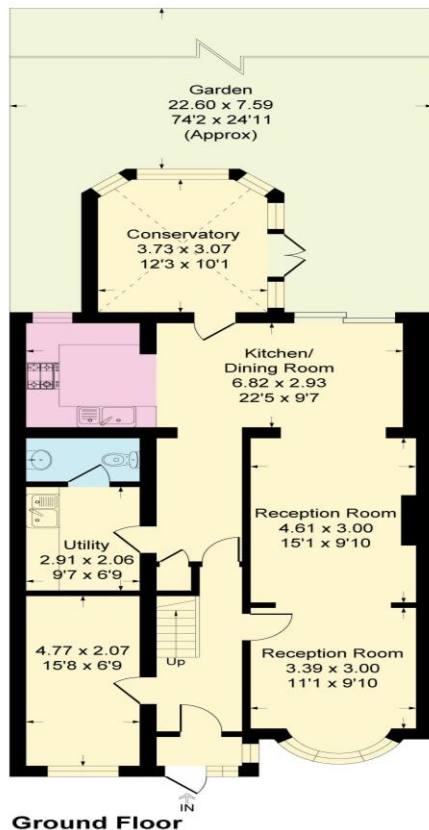 Garden
22.60 x 7.59
74'2 x 24'11
(Approx)
Conservatory
3.73 x 3.07
12'3 x 10'1
Kitchen/
Dining Room
6.82 x 2.93
22'5 x 9'7
Reception Room
4.61 x 3.00
15'1 x 9'10
Utility
2.91 x 2.06
9'7 x 6'9
4.77 x 2.07
15'8 x 6'9
Up
Reception Room
3.39 x 3.00
11'1 x 9'10
IN
Ground Floor